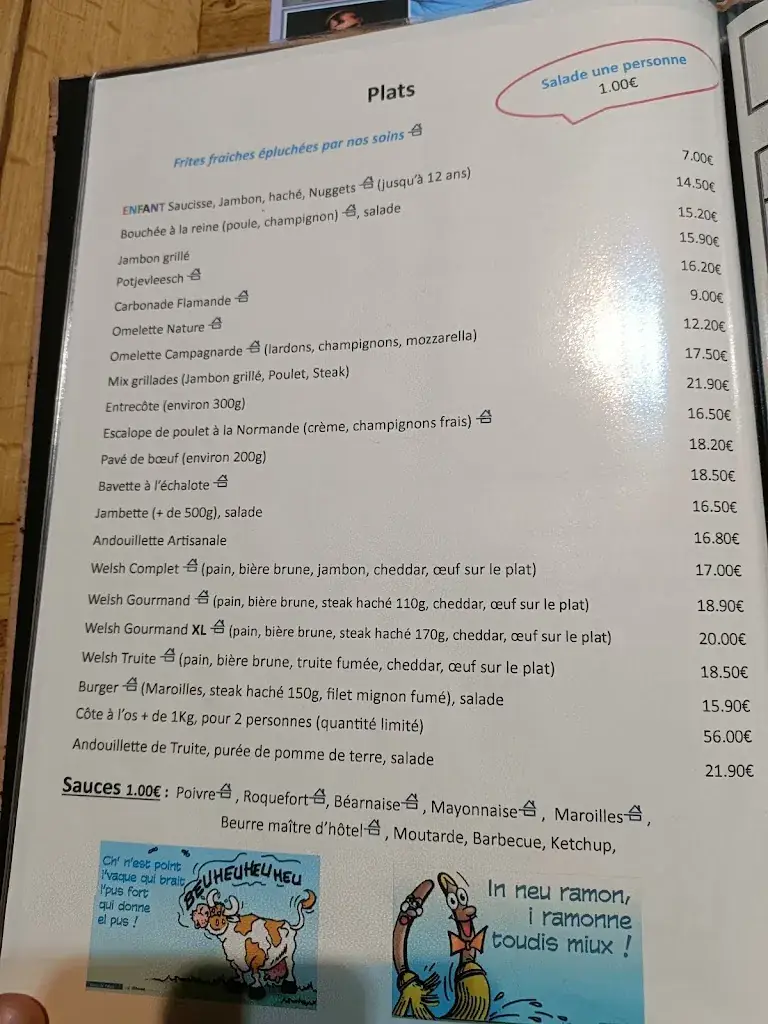 Plats
Salade une personne
1.00€
Frites fraiches épluchées par nos soins
ENFANT Saucisse, Jambon, haché, Nuggets (jusqu'à 12 ans) 7.00€
Bouchée à la reine (poule, champignon) , salade 14.50€
Jambon grillé 15.20€
Potjevleesch 15.90€
Carbonade Flamande 16.20€
Omelette Nature 9.00€
Omelette Campagnarde (lardons, champignons, mozzarella) 12.20€
Mix grillades (Jambon grillé, Poulet, Steak) 17.50€
Entrecôte (environ 300g) 21.90€
Escalope de poulet à la Normande (crème, champignons frais) 16.50€
Pavé de bœuf (environ 200g) 18.20€
Bavette à l'échalote 18.50€
Jambette (+ de 500g), salade 16.50€
Andouillette Artisanale 16.80€
Welsh Complet (pain, bière brune, jambon, cheddar, œuf sur le plat) 17.00€
Welsh Gourmand (pain, bière brune, steak haché 110g, cheddar, œuf sur le plat) 18.90€
Welsh Gourmand XL (pain, bière brune, steak haché 170g, cheddar, œuf sur le plat) 20.00€
Welsh Truite (pain, bière brune, truite fumée, cheddar, œuf sur le plat) 18.50€
Burger (Maroilles, steak haché 150g, filet mignon fumé), salade 15.90€
Côte à l'os + de 1Kg, pour 2 personnes (quantité limité) 56.00€
Andouillette de Truite, purée de pomme de terre, salade 21.90€
Sauces 1.00€ : Poivre , Roquefort , Béarnaise , Mayonnaise , Maroilles ,
Beurre maître d'hôtel , Moutarde, Barbecue, Ketchup,
Ch' n'est point
l'vaque qui brait
l'pus fort
qui donne
el pus !
BEUHEUHEUHEU
In neu ramon,
i ramonne
toudis miux !